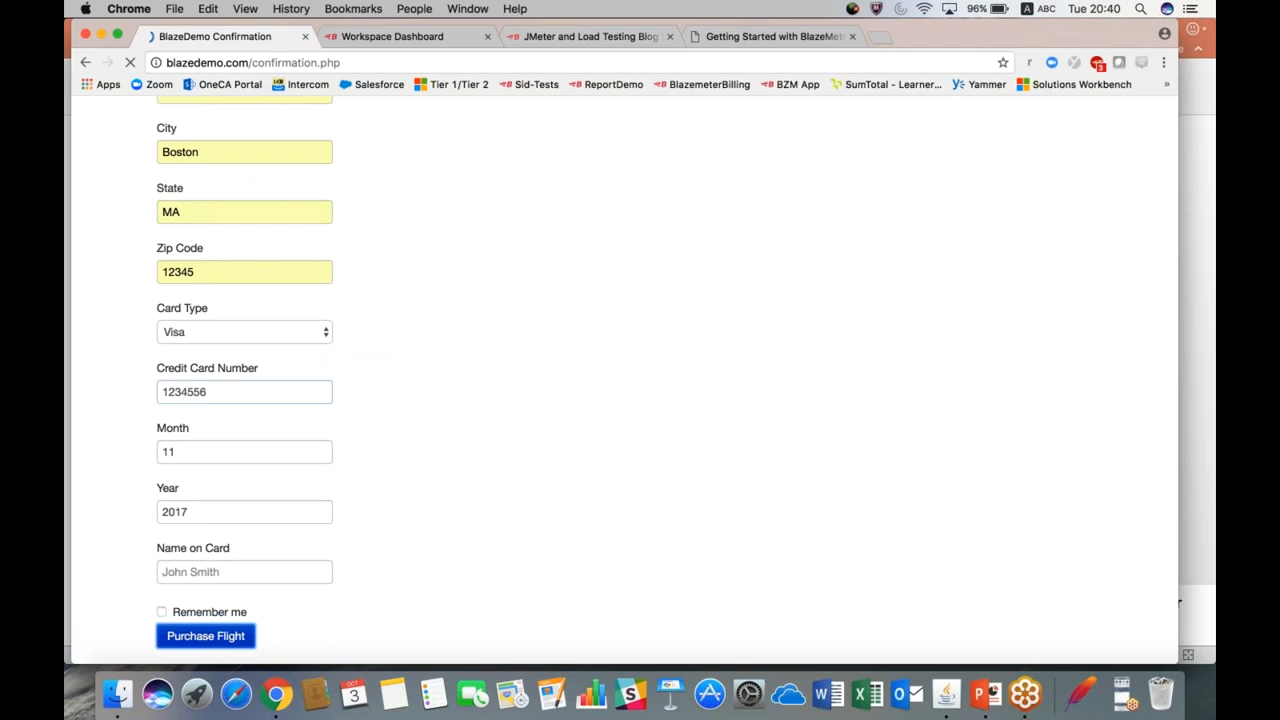 Chrome File Edit View History Bookmarks People Window Help 96% A ABC Tue 20:40
BlazeDemo Confirmation Workspace Dashboard JMeter and Load Testing Blog Getting Started with BlazeMet
blazedemo.com/confirmation.php
Apps Zoom OneCA Portal Intercom Salesforce Tier 1/Tier 2 Sid-Tests ReportDemo BlazemeterBilling BZM App SumTotal - Learner... Yammer Solutions Workbench »
City
Boston
State
MA
Zip Code
12345
Card Type
Visa
Credit Card Number
1234556
Month
11
Year
2017
Name on Card
John Smith
Remember me
Purchase Flight
OCT
3